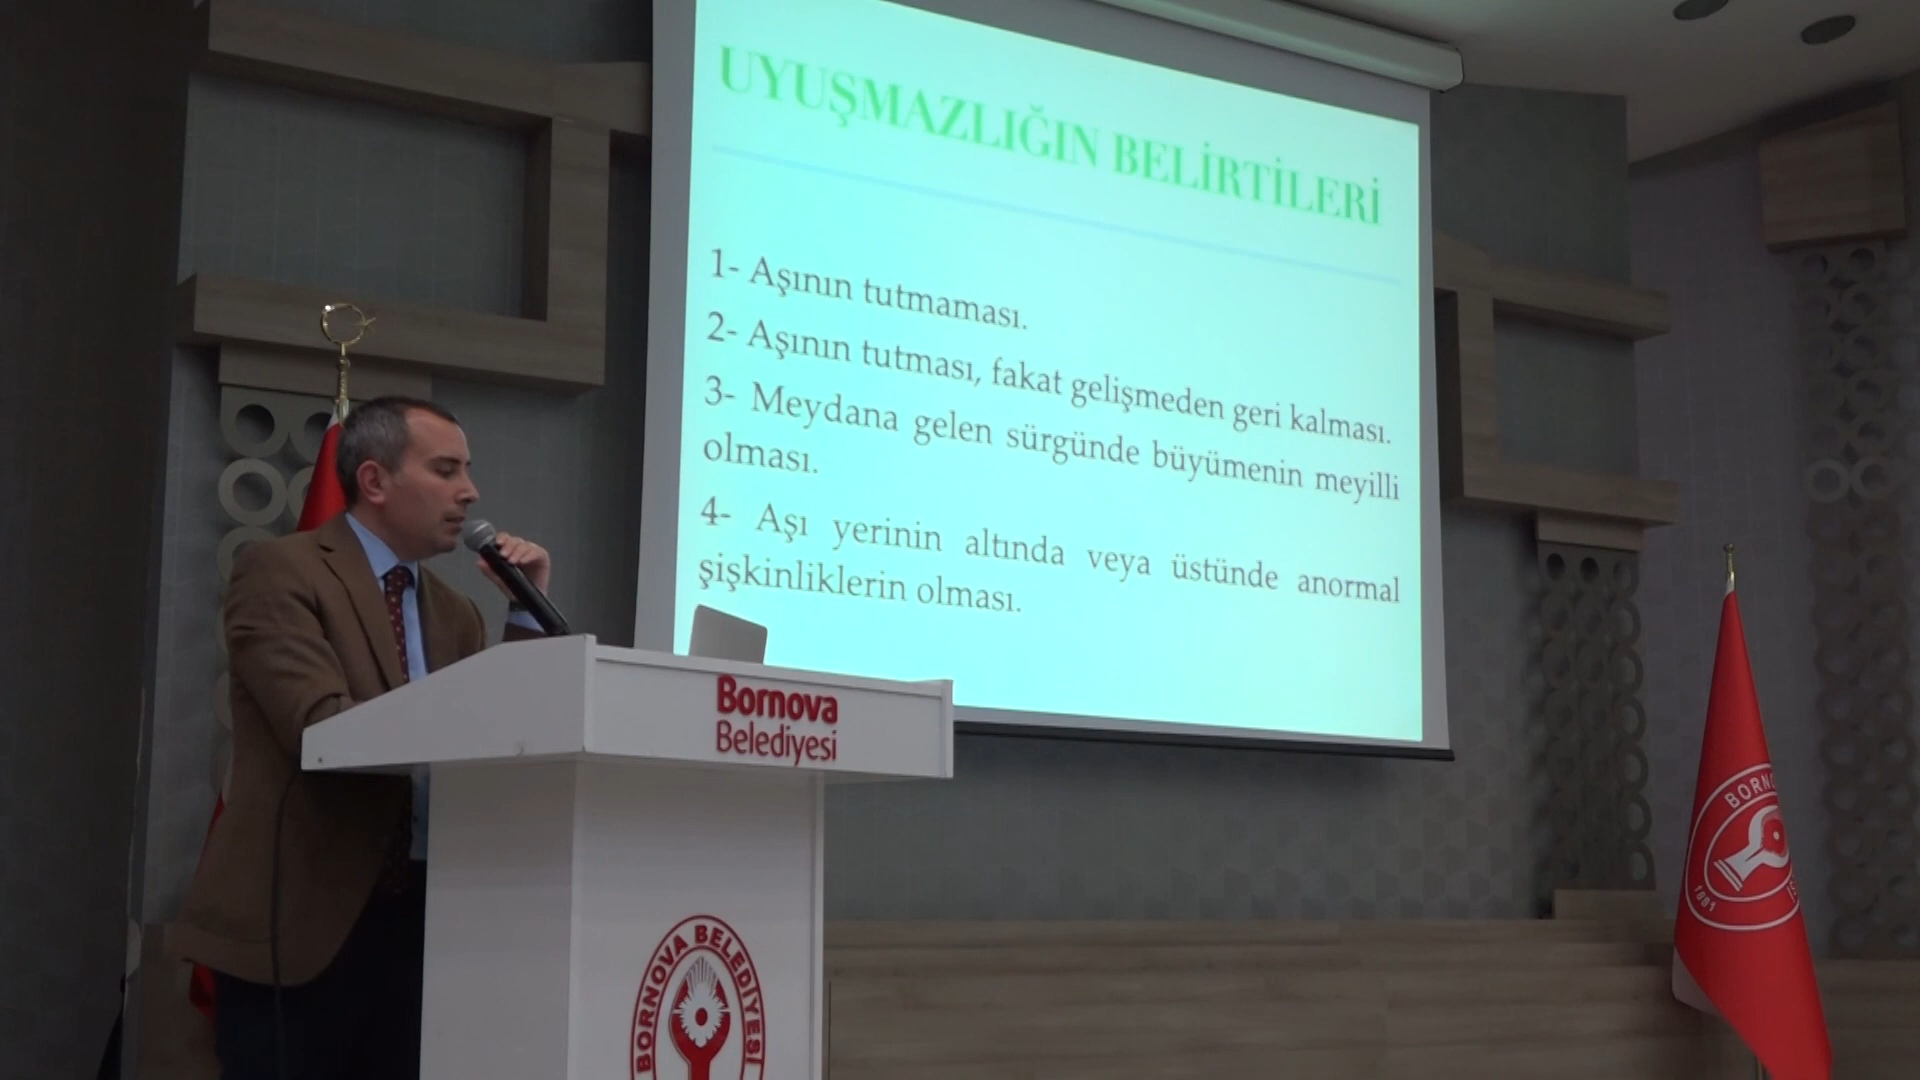 UYUŞMAZLIĞIN BELİRTİLERİ
1- Aşının tutmaması.
2- Aşının tutması, fakat gelişmeden geri kalması.
3- Meydana gelen sürgünde büyümenin meyilli
olması.
4- Aşı yerinin altında veya üstünde anormal
şişkinliklerin olması.
Bornova
Belediyesi
BORNOVA BELEDİYESİ
1881